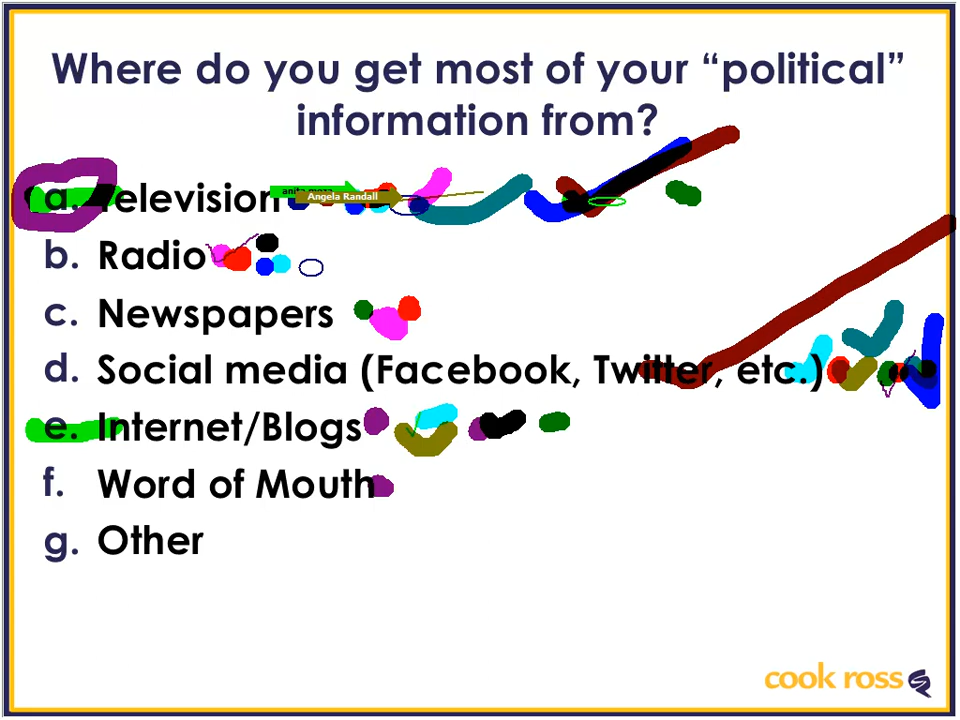 Where do you get most of your “political”
information from?
a. Television
Angela Randall
b. Radio
c. Newspapers
d. Social media (Facebook, Twitter, etc.)
e. Internet/Blogs
f. Word of Mouth
g. Other
cook ross